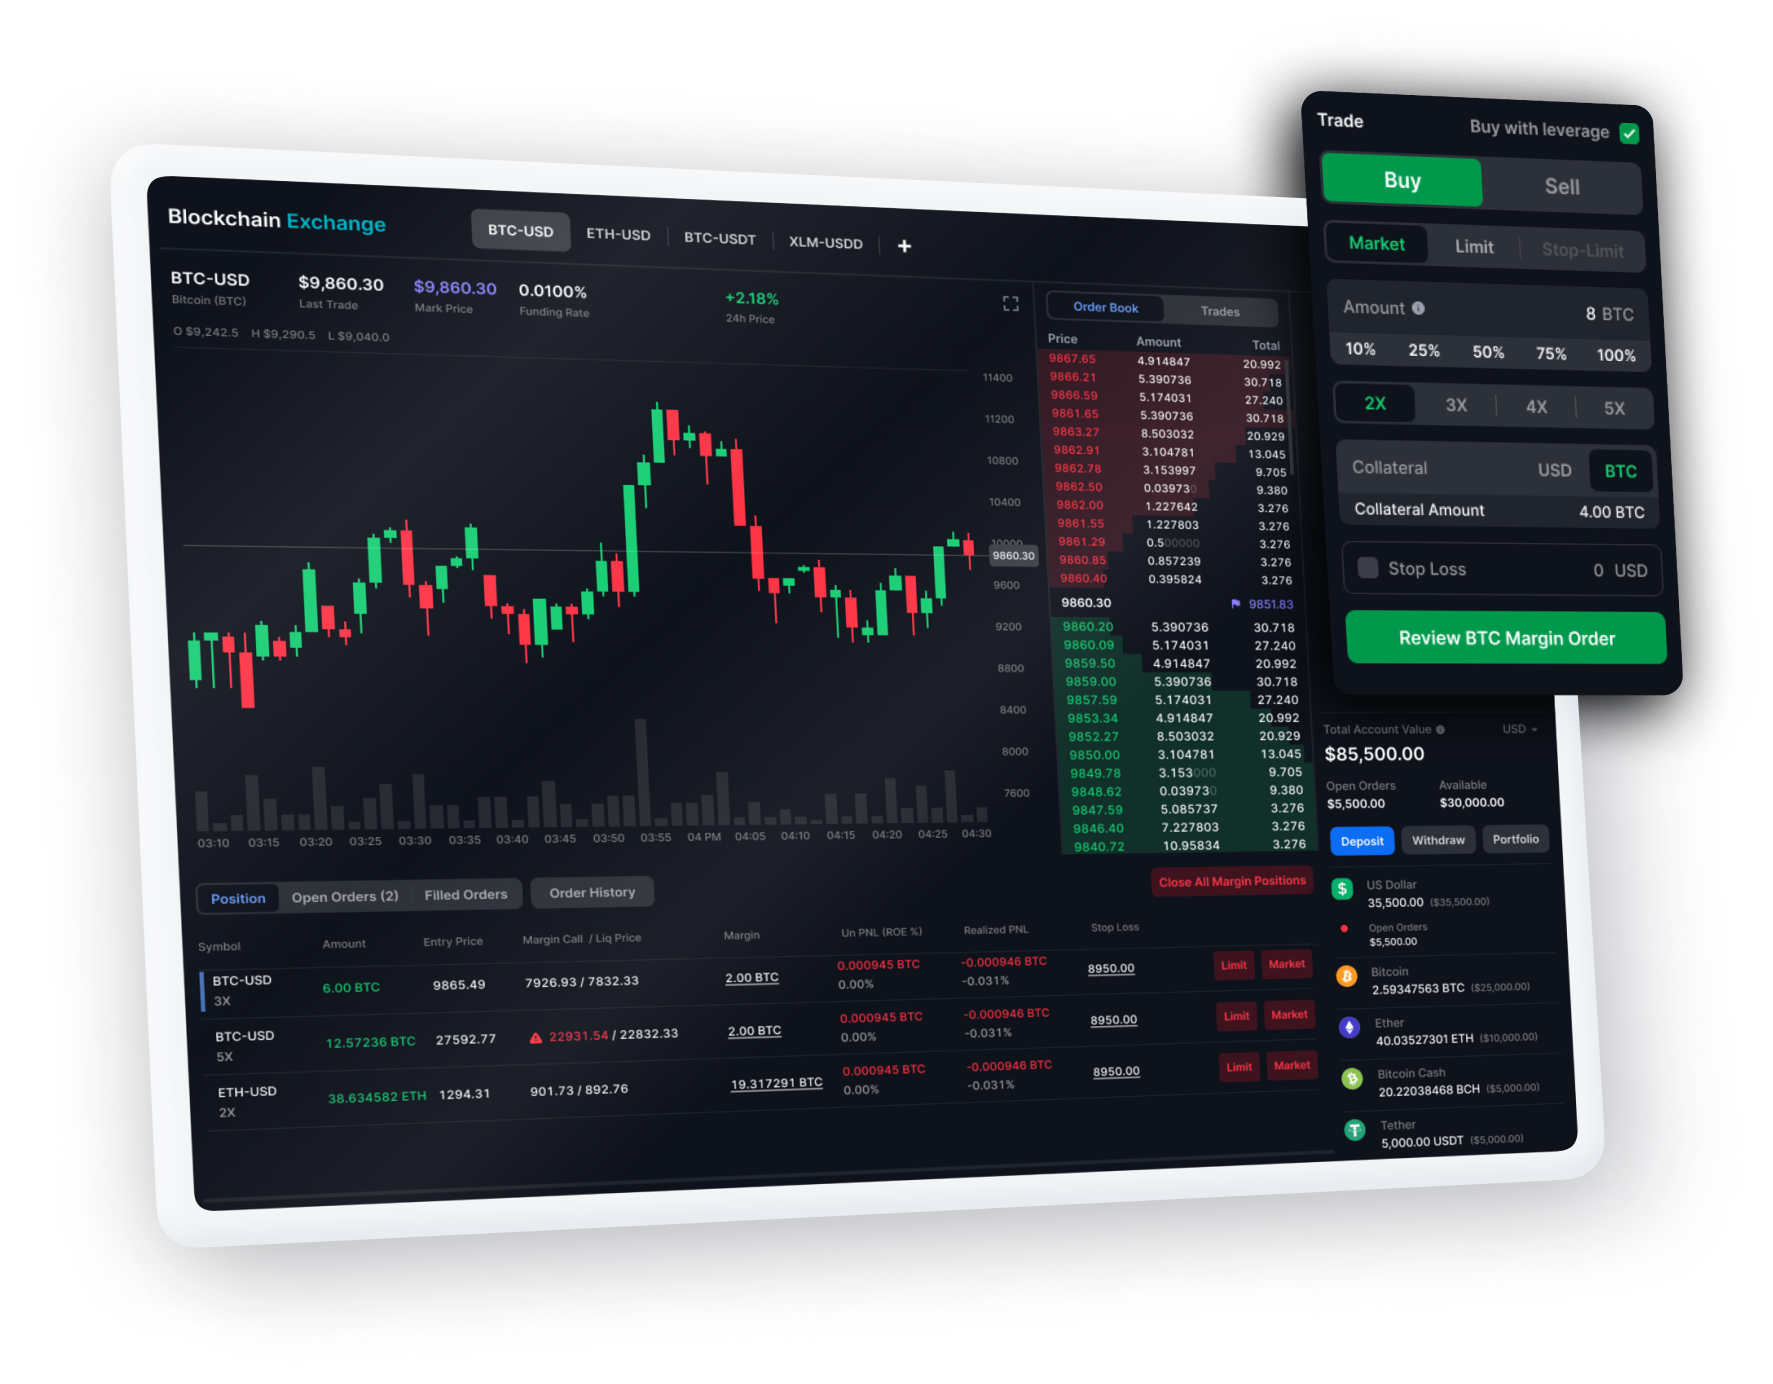 Blockchain Exchange
BTC-USD ETH-USD BTC-USDT XLM-USDD +
BTC-USD $9,860.30 $9,860.30 0.0100% +2.18%
Bitcoin (BTC) Last Trade Mark Price Funding Rate 24h Price
O $9,242.5 H $9,290.5 L $9,040.0
11400
11200
10800
10400
10000
9860.30
9600
9200
8800
8400
8000
7600
03:10 03:15 03:20 03:25 03:30 03:35 03:40 03:45 03:50 03:55 04 PM 04:05 04:10 04:15 04:20 04:25 04:30
Order Book Trades
Price Amount Total
9867.65 4.914847 20.992
9866.21 5.390736 30.718
9866.59 5.174031 27.240
9861.65 5.390736 30.718
9863.27 8.503032 20.929
9862.91 3.104781 13.045
9862.78 3.153997 9.705
9862.50 0.039730 9.380
9862.00 1.227642 3.276
9861.55 1.227803 3.276
9861.29 0.500000 3.276
9860.85 0.857239 3.276
9860.40 0.395824 3.276
9860.30 9851.83
9860.20 5.390736 30.718
9860.09 5.174031 27.240
9859.50 4.914847 20.992
9859.00 5.390736 30.718
9857.59 5.174031 27.240
9853.34 4.914847 20.992
9852.27 8.503032 20.929
9850.00 3.104781 13.045
9849.78 3.153000 9.705
9848.62 0.039730 9.380
9847.59 5.085737 3.276
9846.40 7.227803 3.276
9840.72 10.95834 3.276
Trade Buy with leverage
Buy Sell
Market Limit Stop-Limit
Amount 8 BTC
10% 25% 50% 75% 100%
2X 3X 4X 5X
Collateral USD BTC
Collateral Amount 4.00 BTC
Stop Loss 0 USD
Review BTC Margin Order
Total Account Value USD
$85,500.00
Open Orders Available
$5,500.00 $30,000.00
Deposit Withdraw Portfolio
US Dollar
35,500.00 ($35,500.00)
Open Orders
$5,500.00
Bitcoin
2.59347563 BTC ($25,000.00)
Ether
40.03527301 ETH ($10,000.00)
Bitcoin Cash
20.22038468 BCH ($5,000.00)
Tether
5,000.00 USDT ($5,000.00)
Position Open Orders (2) Filled Orders Order History
Close All Margin Positions
Symbol Amount Entry Price Margin Call / Liq Price Margin Un PNL (ROE %) Realized PNL Stop Loss
BTC-USD 6.00 BTC 9865.49 7926.93 / 7832.33 2.00 BTC 0.000945 BTC -0.000946 BTC 8950.00 Limit Market
3X 0.00% -0.031%
BTC-USD 12.57236 BTC 27592.77 22931.54 / 22832.33 2.00 BTC 0.000945 BTC -0.000946 BTC 8950.00 Limit Market
5X 0.00% -0.031%
ETH-USD 38.634582 ETH 1294.31 901.73 / 892.76 19.317291 BTC 0.000945 BTC -0.000946 BTC 8950.00 Limit Market
2X 0.00% -0.031%